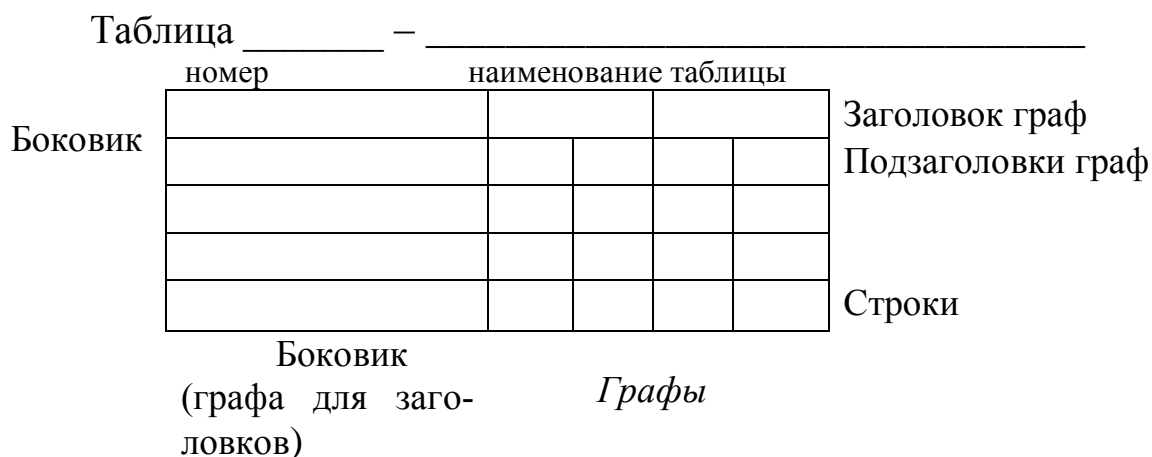 Таблица _______ – _________________________________
номер наименование таблицы
Заголовок граф
Боковик
Подзаголовки граф
Строки
Боковик
(графа для заго-
ловков)
Графы